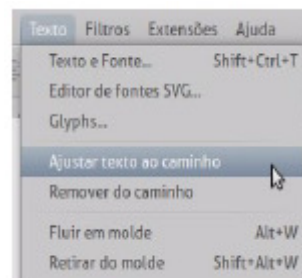 Texto Filtros Extensões Ajuda
Texto e Fonte... Shift+Ctrl+T
Editor de fontes SVG...
Glyphs...
Ajustar texto ao caminho
Remover do caminho
Fluir em molde Alt+W
Retirar do molde Shift+Alt+W